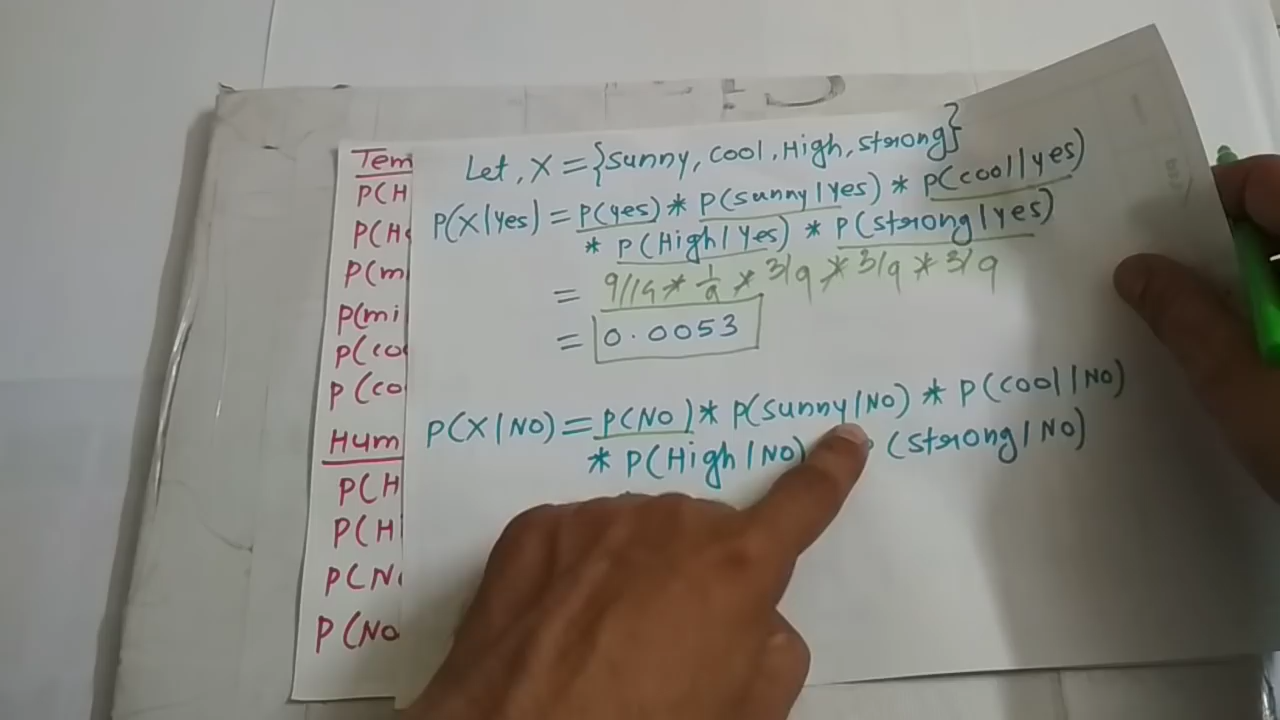 Let, X = {sunny, cool, High, strong}
P(X|Yes) = P(yes) * P(sunny|Yes) * P(cool|yes)
* P(High|Yes) * P(strong|Yes)
= 9/14 * 1/9 * 3/9 * 3/9 * 3/9
= 0.0053
P(X|NO) = P(NO) * P(sunny|NO) * P(cool|NO)
* P(High|NO) (strong|NO)
Tem
P(H
P(H
P(m
P(mi
P(co
P(co
Hum
P(H
P(H
P(N
P(No